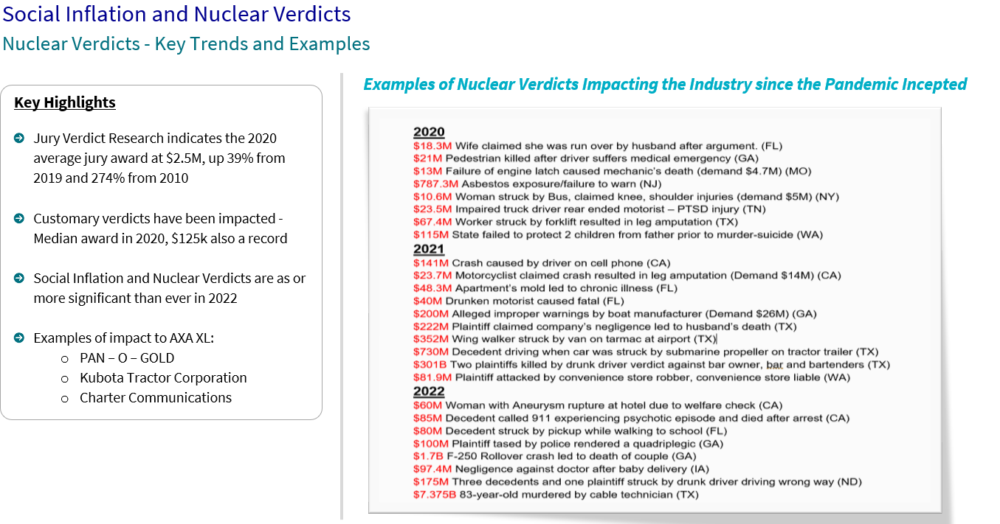 Social Inflation and Nuclear Verdicts
Nuclear Verdicts - Key Trends and Examples
Key Highlights
Jury Verdict Research indicates the 2020
average jury award at $2.5M, up 39% from
2019 and 274% from 2010
Customary verdicts have been impacted -
Median award in 2020, $125k also a record
Social Inflation and Nuclear Verdicts are as or
more significant than ever in 2022
Examples of impact to AXA XL:
o PAN – O – GOLD
o Kubota Tractor Corporation
o Charter Communications
Examples of Nuclear Verdicts Impacting the Industry since the Pandemic Incepted
2020
$18.3M Wife claimed she was run over by husband after argument. (FL)
$21M Pedestrian killed after driver suffers medical emergency (GA)
$13M Failure of engine latch caused mechanic's death (demand $4.7M) (MO)
$787.3M Asbestos exposure/failure to warn (NJ)
$10.6M Woman struck by Bus, claimed knee, shoulder injuries (demand $5M) (NY)
$23.5M Impaired truck driver rear ended motorist – PTSD injury (TN)
$67.4M Worker struck by forklift resulted in leg amputation (TX)
$115M State failed to protect 2 children from father prior to murder-suicide (WA)
2021
$141M Crash caused by driver on cell phone (CA)
$23.7M Motorcyclist claimed crash resulted in leg amputation (Demand $14M) (CA)
$48.3M Apartment's mold led to chronic illness (FL)
$40M Drunken motorist caused fatal (FL)
$200M Alleged improper warnings by boat manufacturer (Demand $26M) (GA)
$222M Plaintiff claimed company's negligence led to husband's death (TX)
$352M Wing walker struck by van on tarmac at airport (TX)
$730M Decedent driving when car was struck by submarine propeller on tractor trailer (TX)
$301B Two plaintiffs killed by drunk driver verdict against bar owner, bar and bartenders (TX)
$81.9M Plaintiff attacked by convenience store robber, convenience store liable (WA)
2022
$60M Woman with Aneurysm rupture at hotel due to welfare check (CA)
$85M Decedent called 911 experiencing psychotic episode and died after arrest (CA)
$80M Decedent struck by pickup while walking to school (FL)
$100M Plaintiff tased by police rendered a quadriplegic (GA)
$1.7B F-250 Rollover crash led to death of couple (GA)
$97.4M Negligence against doctor after baby delivery (IA)
$175M Three decedents and one plaintiff struck by drunk driver driving wrong way (ND)
$7.375B 83-year-old murdered by cable technician (TX)